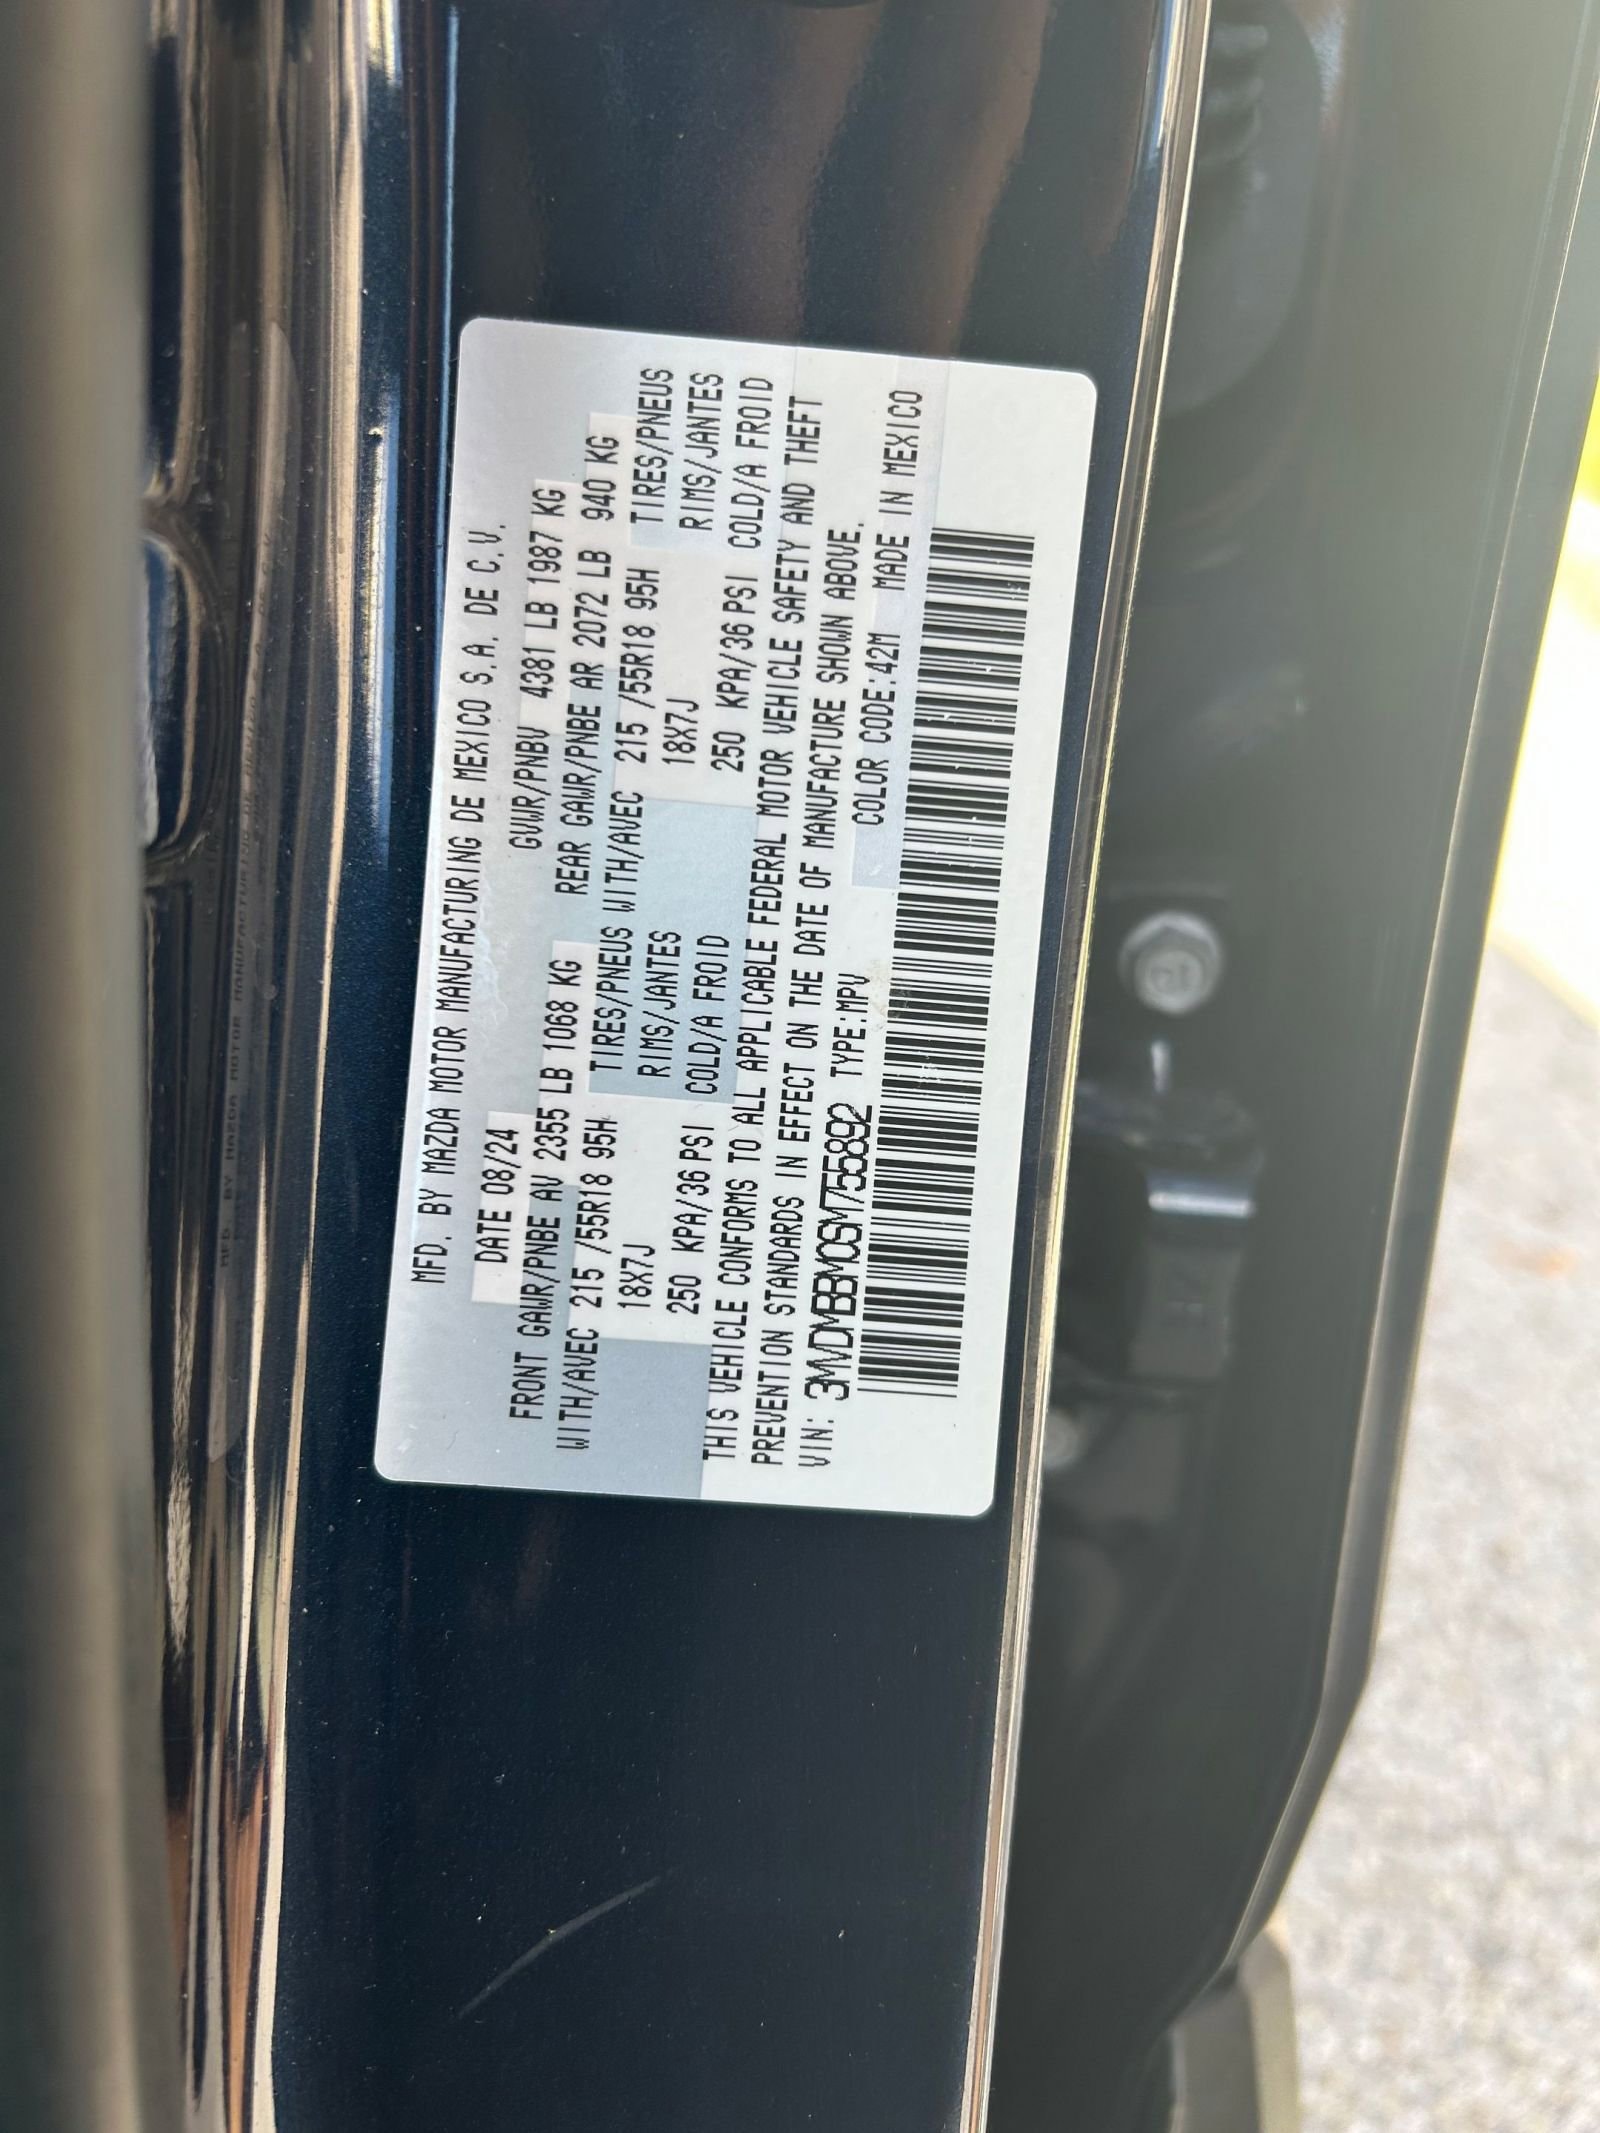 MFD. BY MAZDA MOTOR MANUFACTURING DE MEXICO S.A. DE C.V.
DATE 08/24 GVWR/PNBV 4381 LB 1987 KG
FRONT GAWR/PNBE AV 2355 LB 1068 KG REAR GAWR/PNBE AR 2072 LB 940 KG
WITH/AVEC 215 /55R18 95H TIRES/PNEUS WITH/AVEC 215 /55R18 95H TIRES/PNEUS
18X7J RIMS/JANTES 18X7J RIMS/JANTES
250 KPA/36 PSI COLD/A FROID 250 KPA/36 PSI COLD/A FROID
THIS VEHICLE CONFORMS TO ALL APPLICABLE FEDERAL MOTOR VEHICLE SAFETY AND THEFT
PREVENTION STANDARDS IN EFFECT ON THE DATE OF MANUFACTURE SHOWN ABOVE.
VIN: 3MVDMBBM0SM755892 TYPE:MPV COLOR CODE:42M MADE IN MEXICO